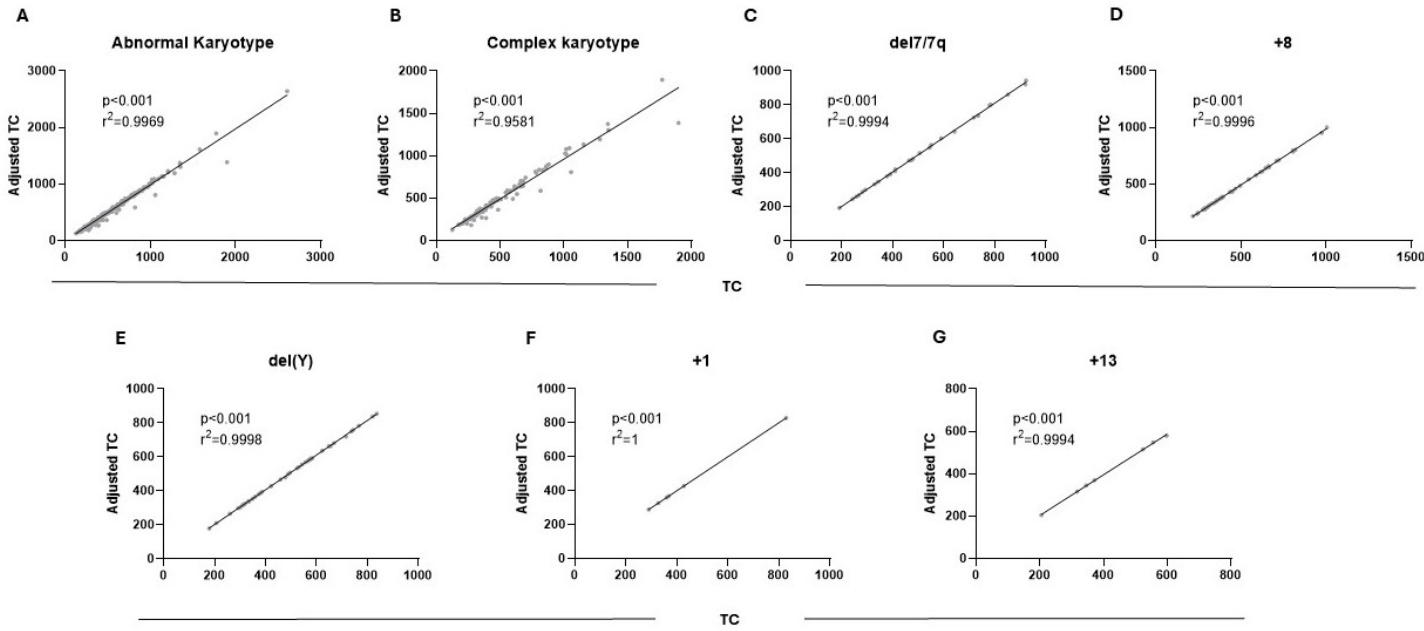 A
Abnormal Karyotype
p<0.001
r²=0.9969
Adjusted TC
3000
2000
1000
0
0 1000 2000 3000
B
Complex karyotype
p<0.001
r²=0.9581
Adjusted TC
2000
1500
1000
500
0
0 500 1000 1500 2000
C
del7/7q
p<0.001
r²=0.9994
Adjusted TC
1000
800
600
400
200
0
0 200 400 600 800 1000
D
+8
p<0.001
r²=0.9996
Adjusted TC
1500
1000
500
0
0 500 1000 1500
TC
E
del(Y)
p<0.001
r²=0.9998
Adjusted TC
1000
800
600
400
200
0
0 200 400 600 800 1000
F
+1
p<0.001
r²=1
Adjusted TC
1000
800
600
400
200
0
0 200 400 600 800 1000
G
+13
p<0.001
r²=0.9994
Adjusted TC
800
600
400
200
0
0 200 400 600 800
TC